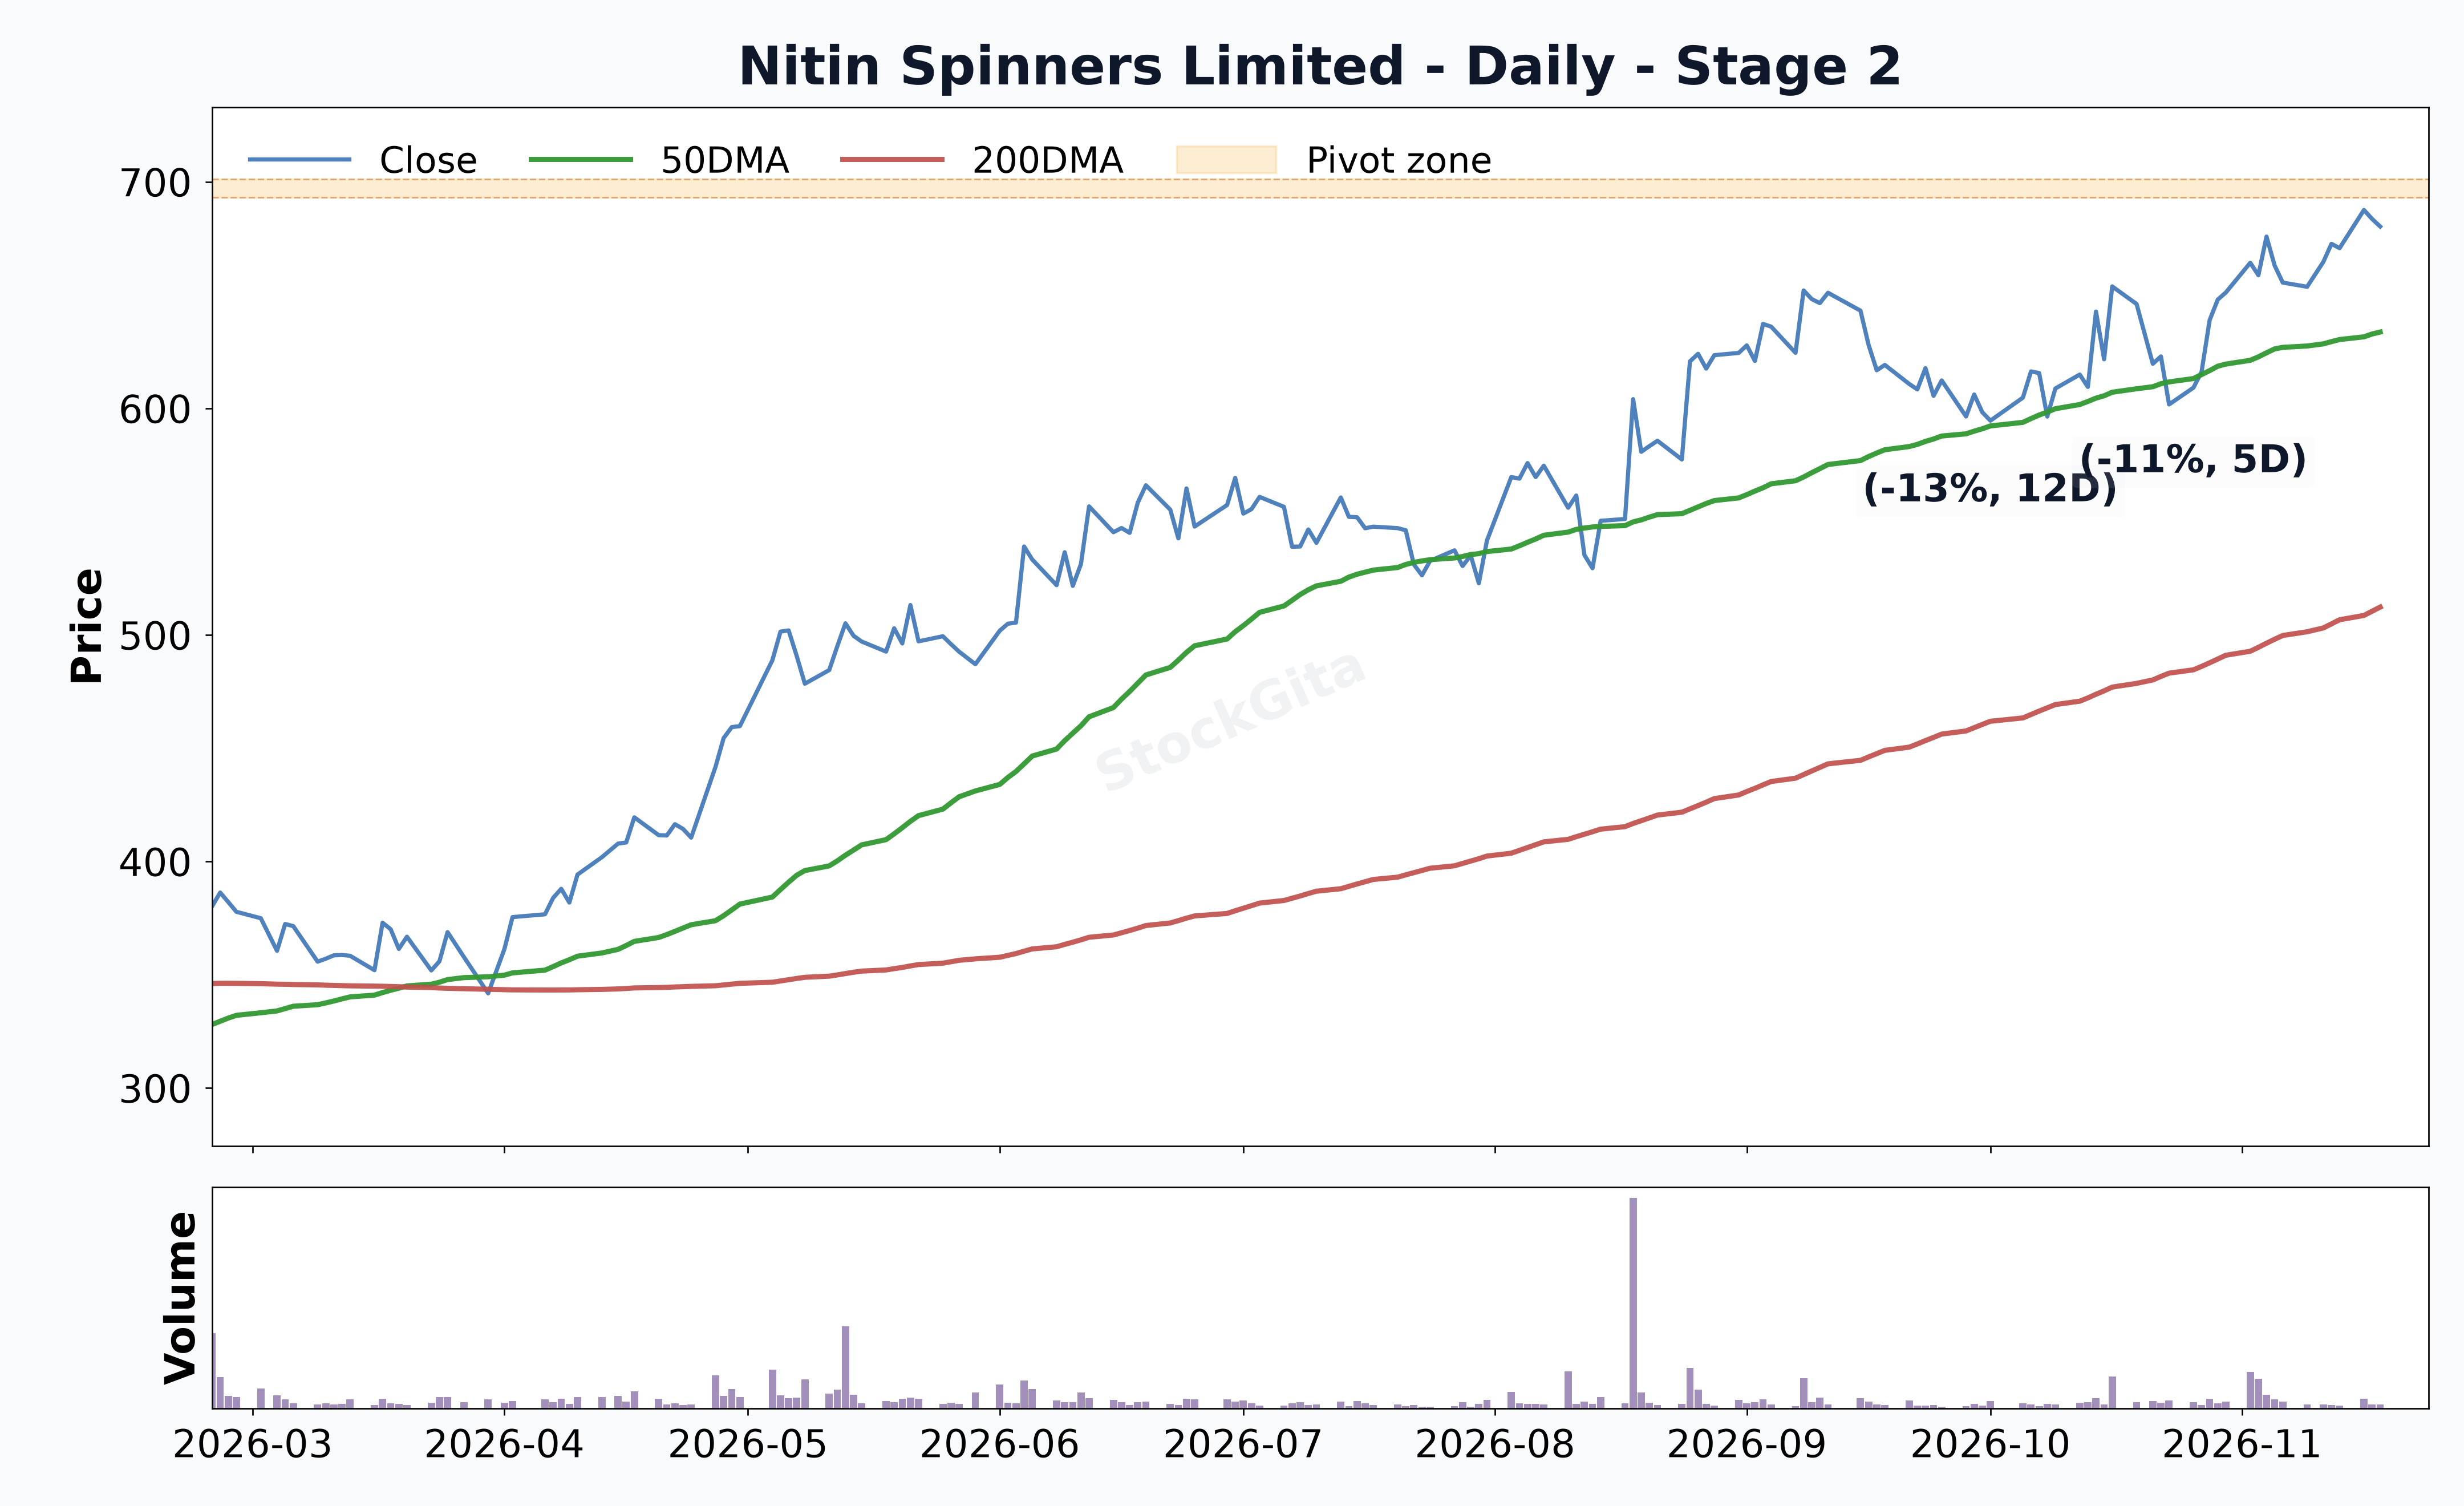 Nitin Spinners Limited - Daily - Stage 2
Close 50DMA 200DMA Pivot zone
700
600
500
400
300
Price
(-11%, 5D)
(-13%, 12D)
StockGita
Volume
2026-03 2026-04 2026-05 2026-06 2026-07 2026-08 2026-09 2026-10 2026-11